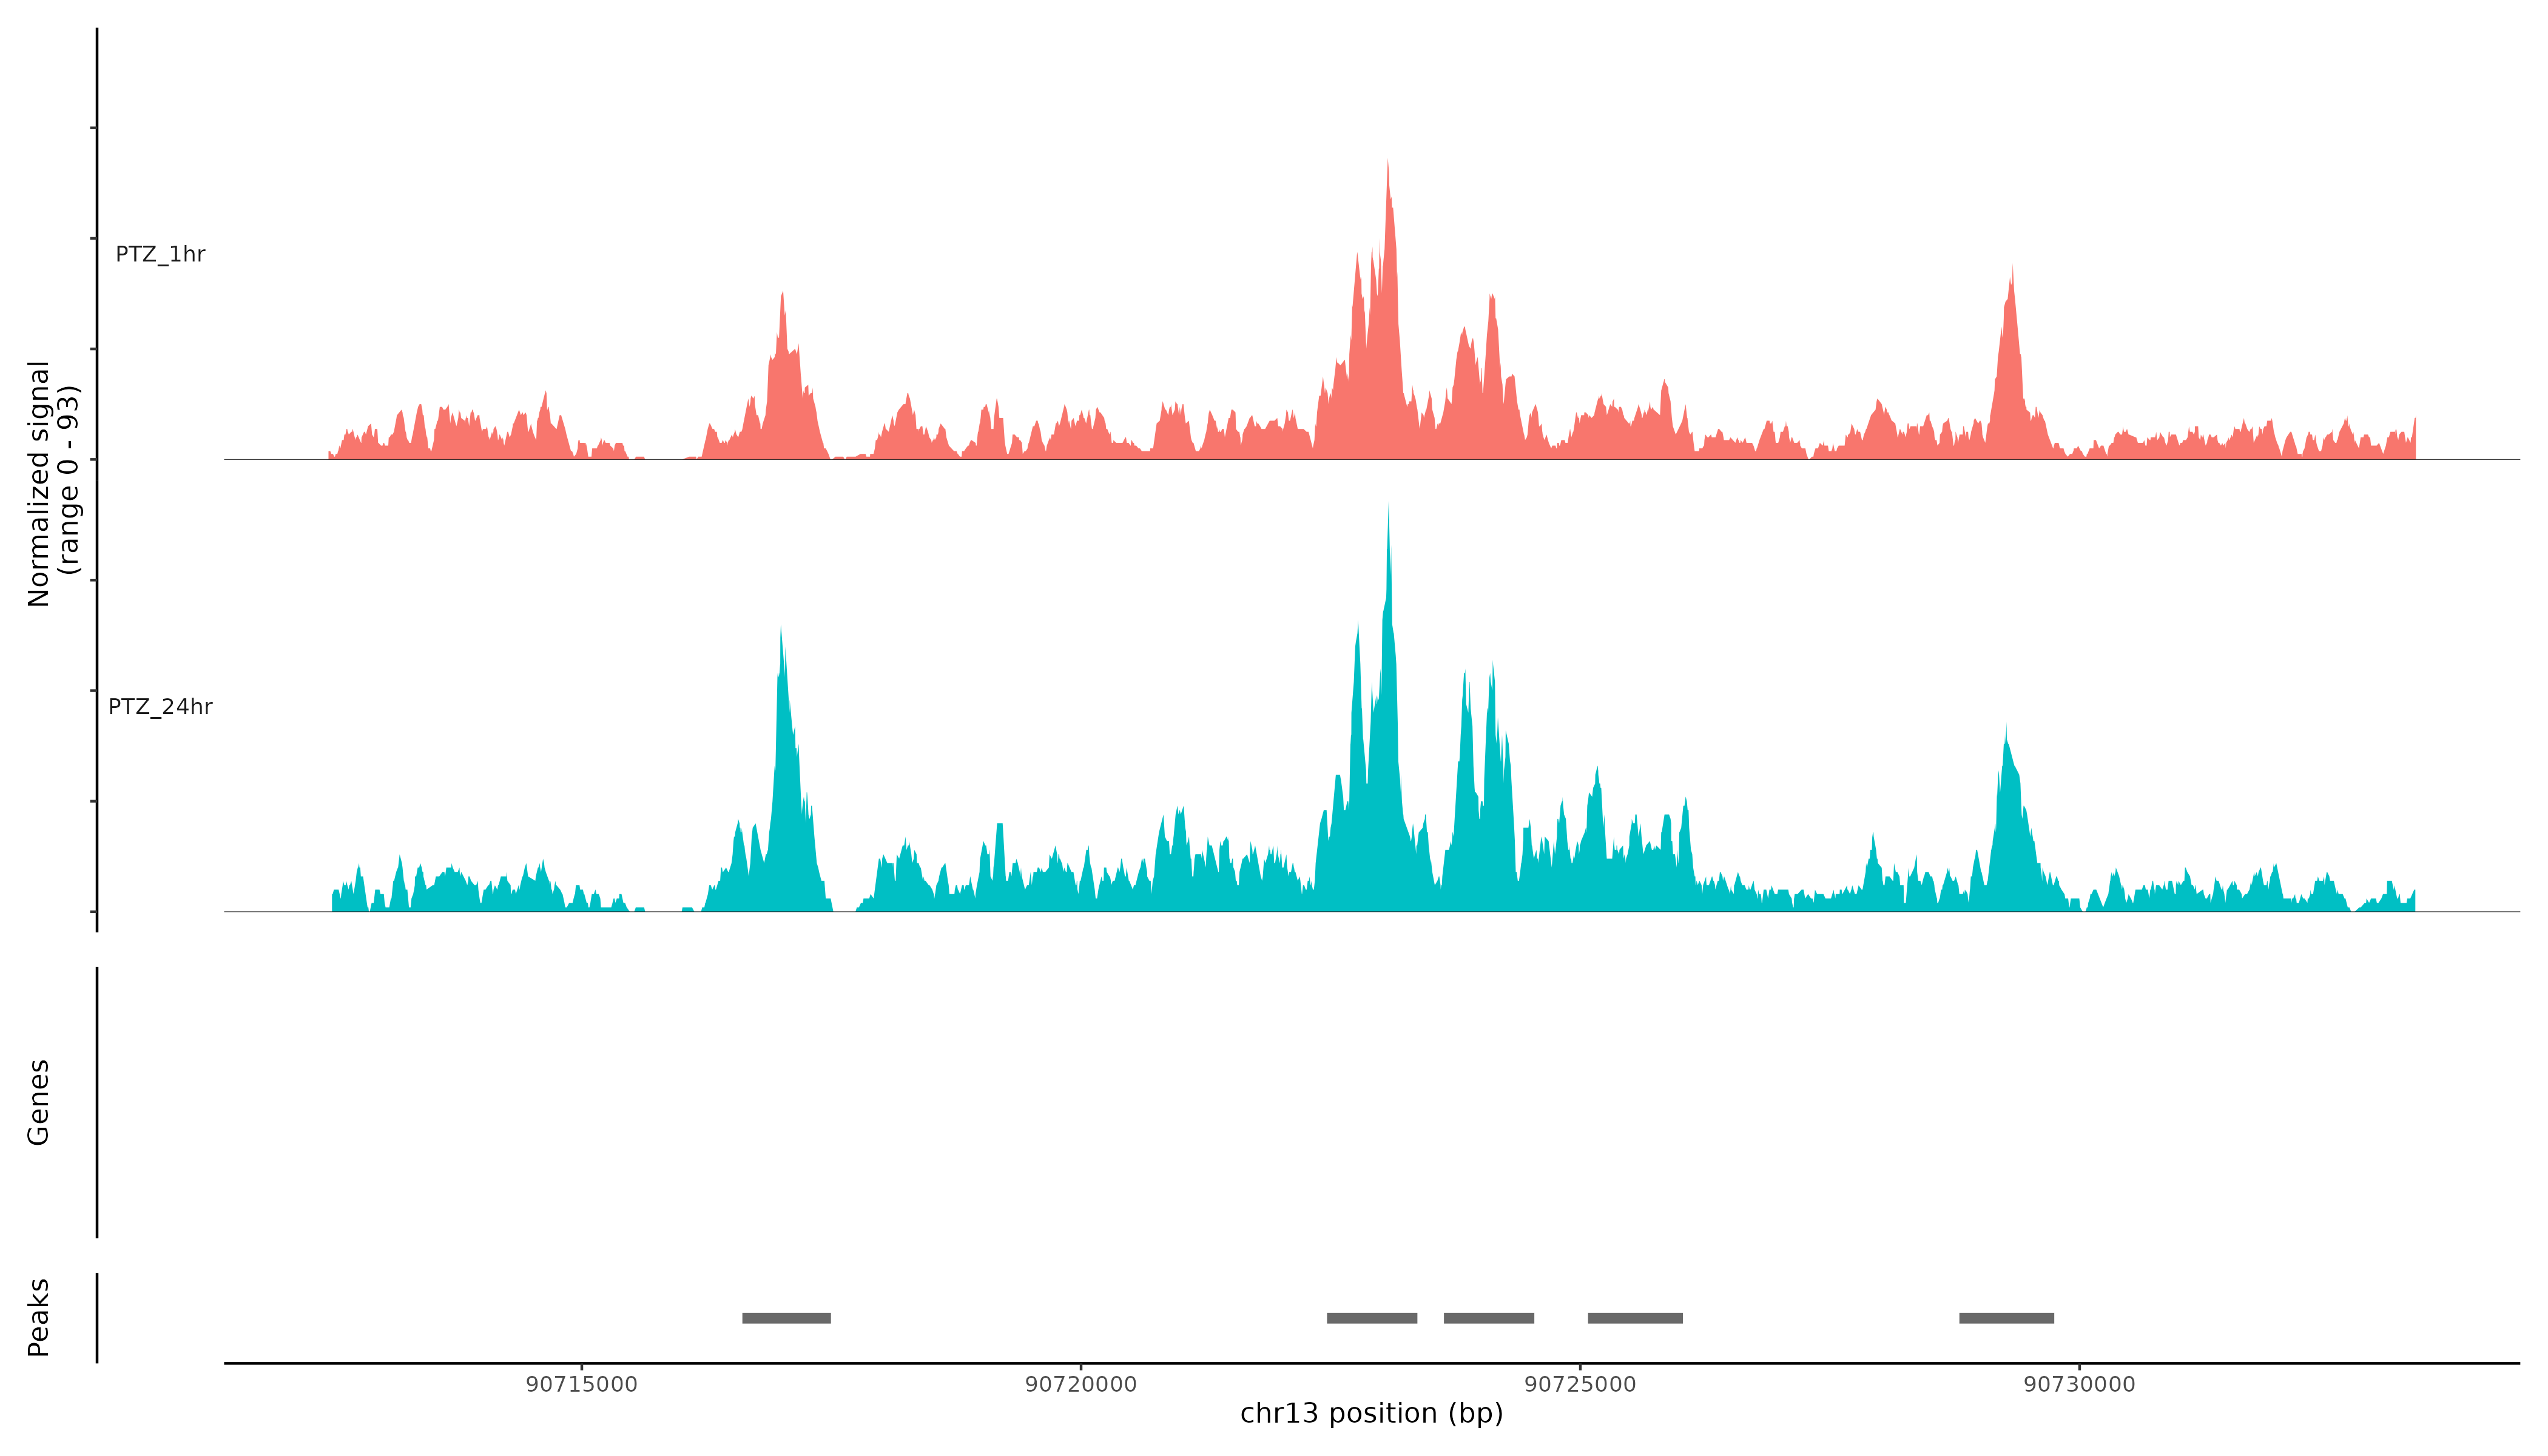 Normalized signal
(range 0 - 93)
PTZ_1hr
PTZ_24hr
Genes
Peaks
90715000
90720000
90725000
90730000
chr13 position (bp)